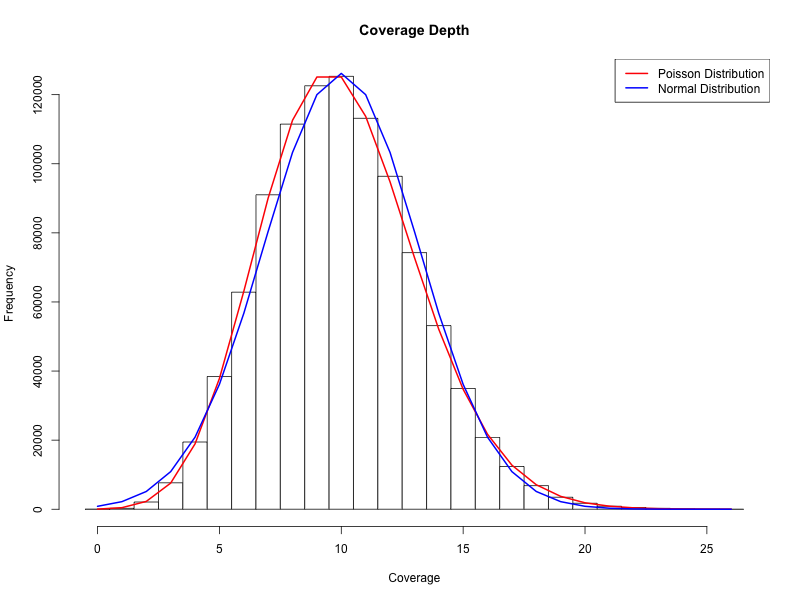 Coverage Depth
Poisson Distribution
Normal Distribution
Frequency
120000
100000
80000
60000
40000
20000
0
0 5 10 15 20 25
Coverage